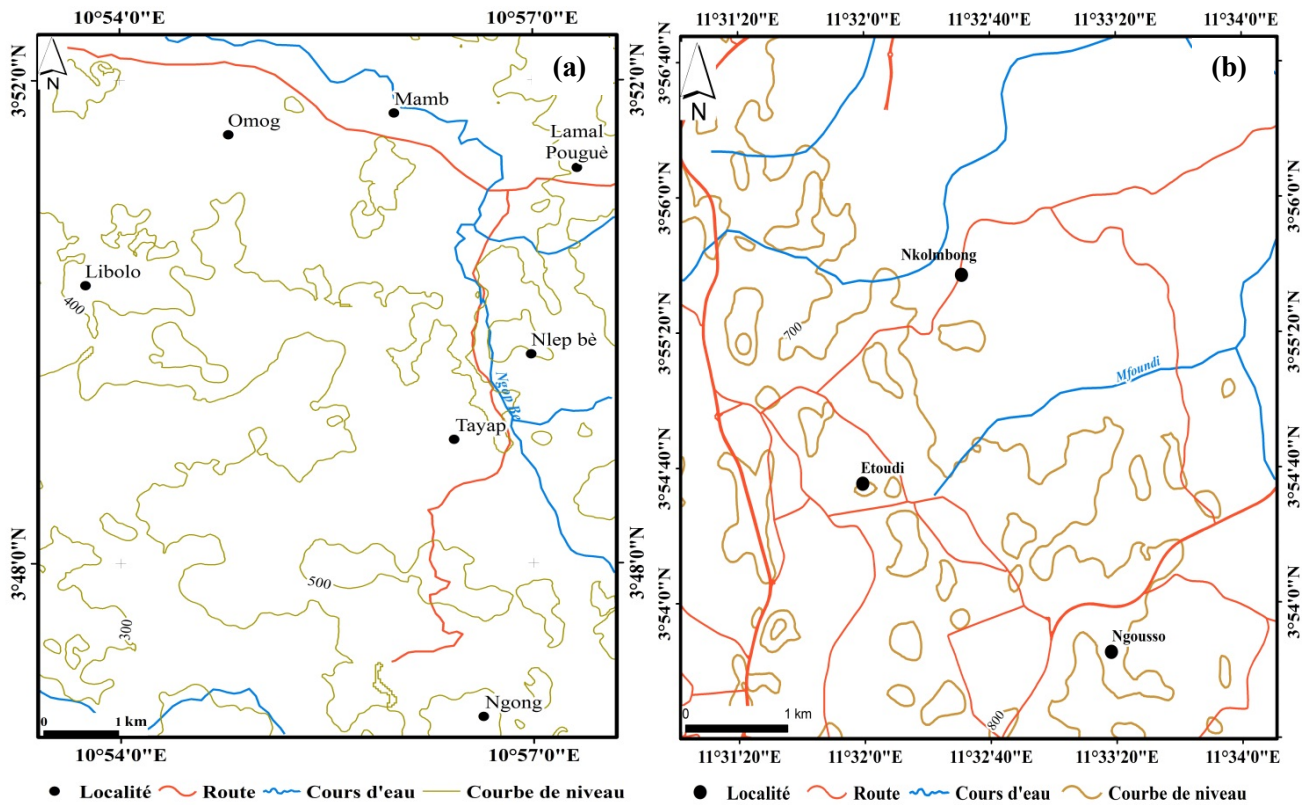 10°54'0"E
10°57'0"E
(a)
N
3°52'0"N
3°52'0"N
Mamb
Omog
Lamal
Pouguè
Libolo
400
Nlep bè
Tayap
3°48'0"N
3°48'0"N
500
300
Ngong
0
1 km
10°54'0"E
10°57'0"E
Localité
Route
Cours d'eau
Courbe de niveau
11°31'20"E
11°32'0"E
11°32'40"E
11°33'20"E
11°34'0"E
(b)
N
3°56'40"N
3°56'40"N
3°56'0"N
3°56'0"N
Nkolmbong
700
3°55'20"N
3°55'20"N
Mfoundi
Etoudi
3°54'40"N
3°54'40"N
3°54'0"N
3°54'0"N
Ngousso
800
0
1 km
11°31'20"E
11°32'0"E
11°32'40"E
11°33'20"E
11°34'0"E
Localité
Route
Cours d'eau
Courbe de niveau